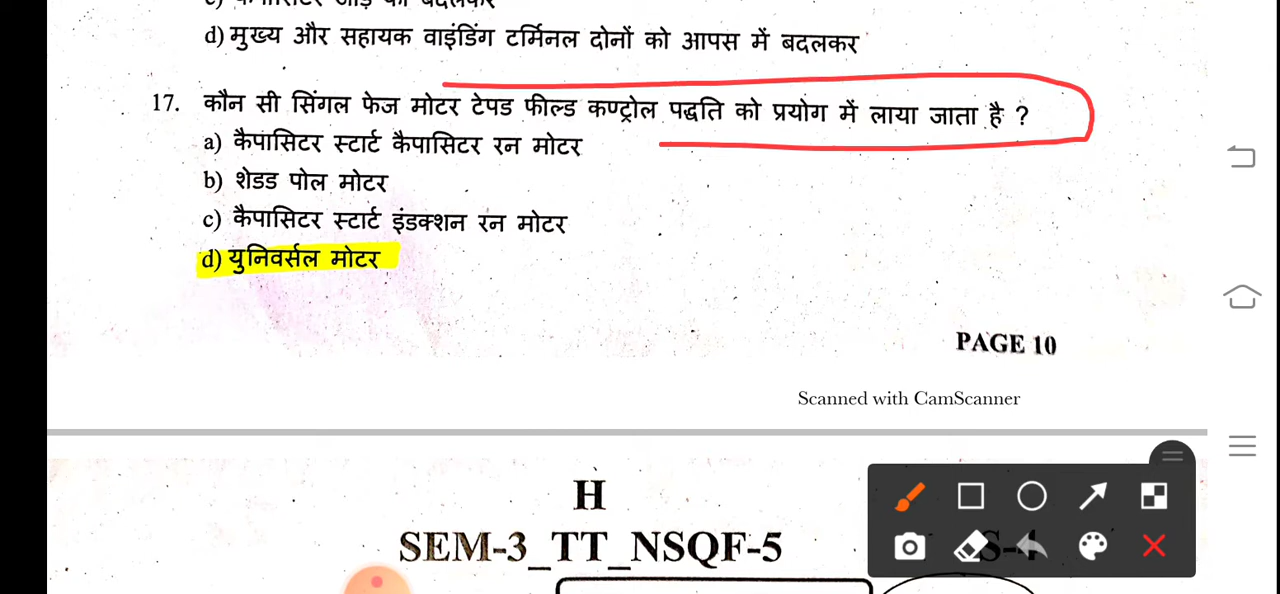 d) मुख्य और सहायक वाइंडिंग टर्मिनल दोनों को आपस में बदलकर
17. कौन सी सिंगल फेज मोटर टेपड फील्ड कण्ट्रोल पद्धति को प्रयोग में लाया जाता है ?
a) कैपासिटर स्टार्ट कैपासिटर रन मोटर
b) शेडड पोल मोटर
c) कैपासिटर स्टार्ट इंडक्शन रन मोटर
d) युनिवर्सल मोटर
PAGE 10
Scanned with CamScanner
H
SEM-3_TT_NSQF-5